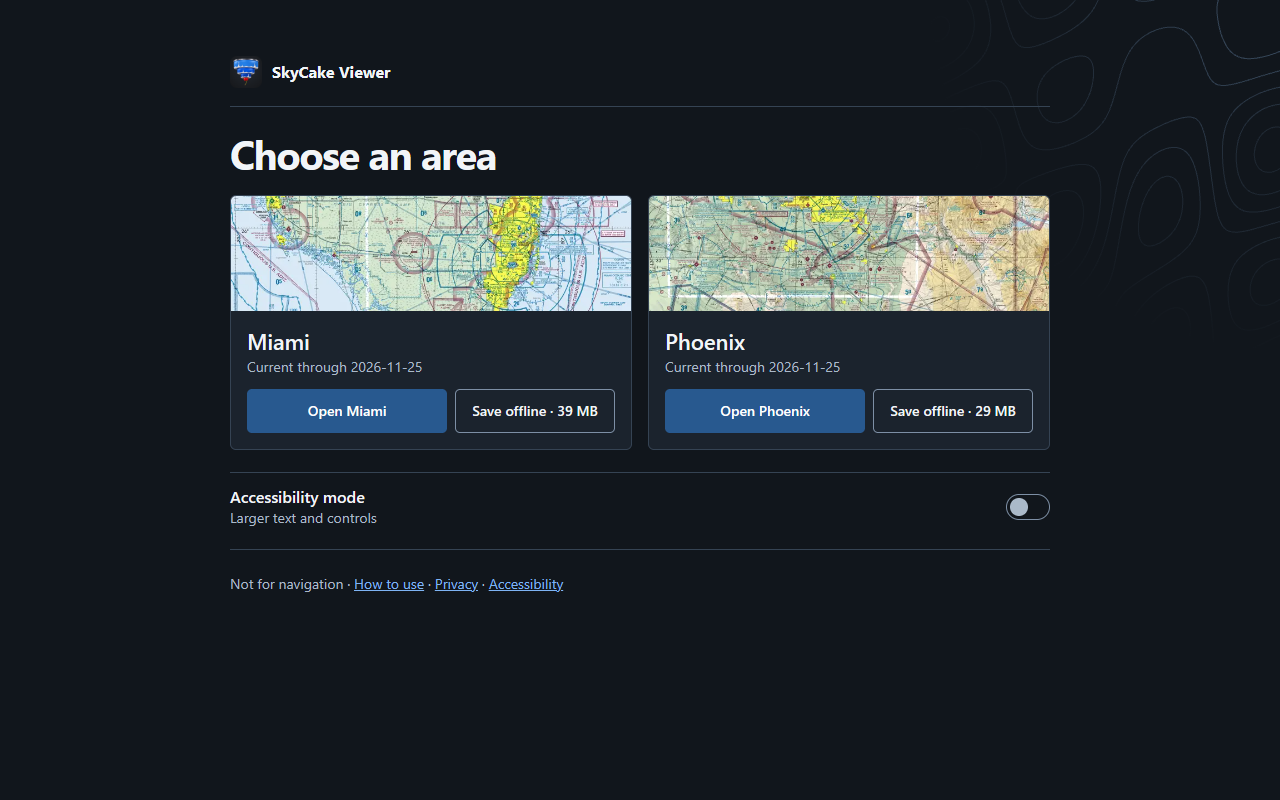 SkyCake Viewer
Choose an area
Miami
Current through 2026-11-25
Open Miami
Save offline · 39 MB
Phoenix
Current through 2026-11-25
Open Phoenix
Save offline · 29 MB
Accessibility mode
Larger text and controls
Not for navigation · How to use · Privacy · Accessibility